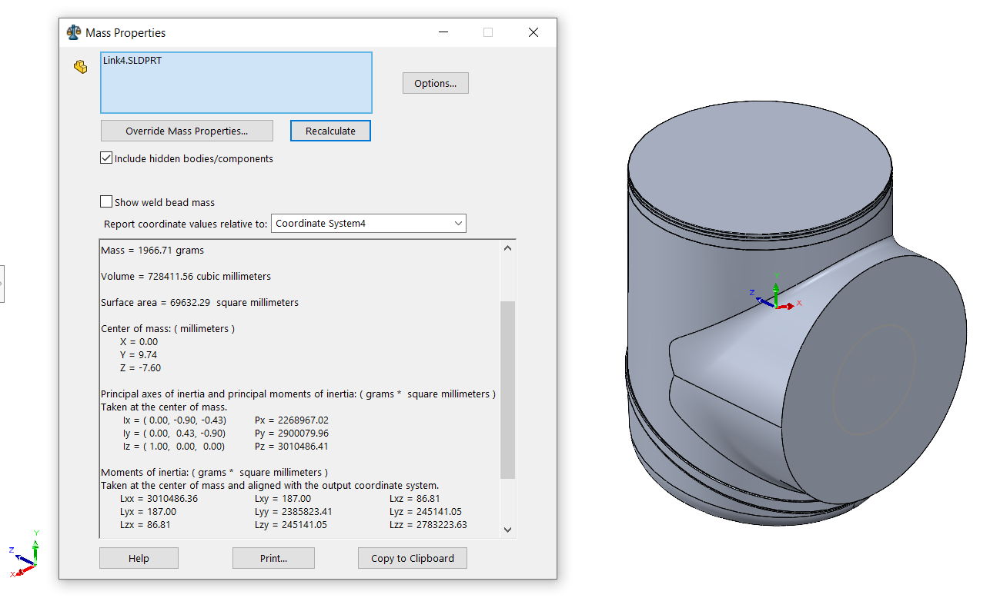 Mass Properties
Link4.SLDPRT
Options...
Override Mass Properties...
Recalculate
Include hidden bodies/components
Show weld bead mass
Report coordinate values relative to: Coordinate System4
Mass = 1966.71 grams
Volume = 728411.56 cubic millimeters
Surface area = 69632.29 square millimeters
Center of mass: ( millimeters )
X = 0.00
Y = 9.74
Z = -7.60
Principal axes of inertia and principal moments of inertia: ( grams * square millimeters )
Taken at the center of mass.
Ix = ( 0.00, -0.90, -0.43) Px = 2268967.02
Iy = ( 0.00, 0.43, -0.90) Py = 2900079.96
Iz = ( 1.00, 0.00, 0.00) Pz = 3010486.41
Moments of inertia: ( grams * square millimeters )
Taken at the center of mass and aligned with the output coordinate system.
Lxx = 3010486.36 Lxy = 187.00 Lxz = 86.81
Lyx = 187.00 Lyy = 2385823.41 Lyz = 245141.05
Lzx = 86.81 Lzy = 245141.05 Lzz = 2783223.63
Help
Print...
Copy to Clipboard
Y
Z
X
Y
Z
X